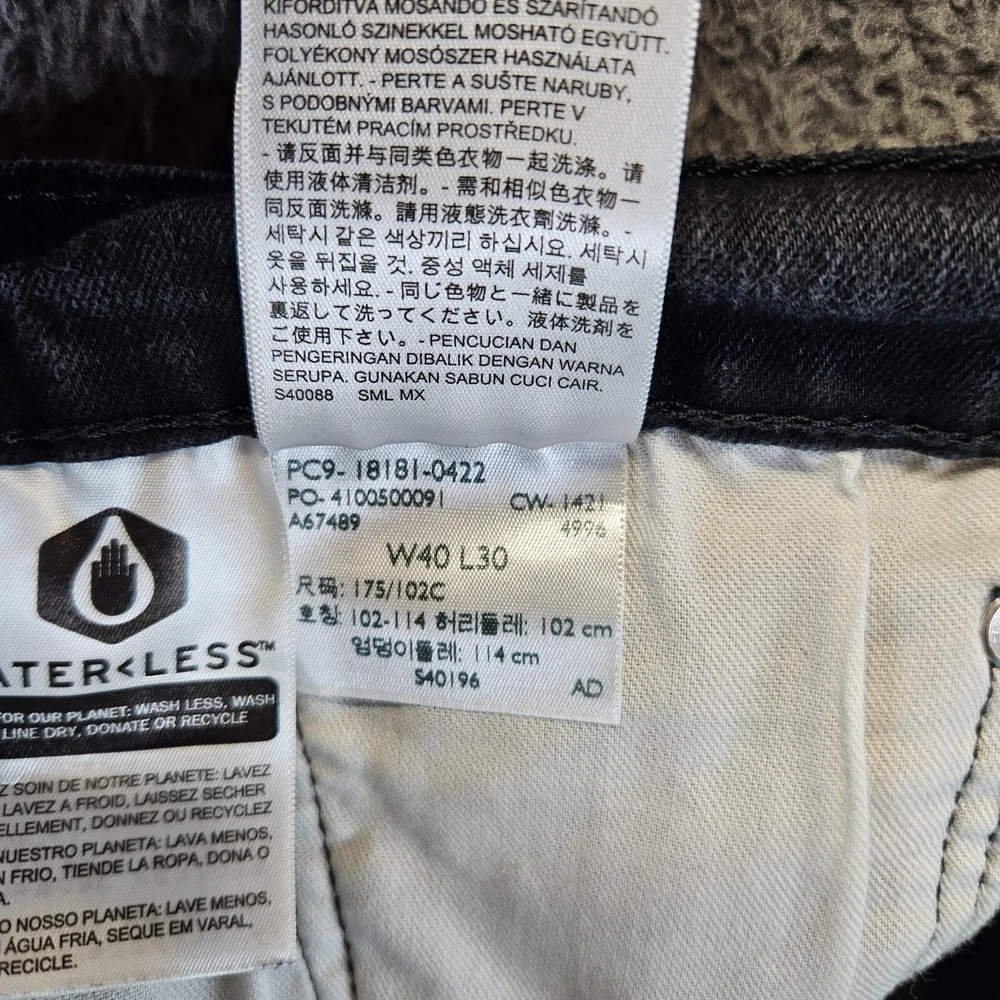 KIFORDÍTVA MOSANDÓ ÉS SZÁRÍTANDÓ
HASONLÓ SZINEKKEL MOSHATÓ EGYÜTT.
FOLYÉKONY MOSÓSZER HASZNÁLATA
AJÁNLOTT. - PERTE A SUŠTE NARUBY,
S PODOBNÝMI BARVAMI. PERTE V
TEKUTÉM PRACÍM PROSTŘEDKU.
- 请反面并与同类色衣物一起洗涤。请
使用液体清洁剂。- 需和相似色衣物一
同反面洗滌。請用液態洗衣劑洗滌。-
세탁시 같은 색상끼리 하십시요. 세탁시
옷을 뒤집을 것. 중성 액체 세제를
사용하세요. - 同じ色物と一緒に製品を
裏返して洗ってください。液体洗剤を
ご使用下さい。- PENCUCIAN DAN
PENGERINGAN DIBALIK DENGAN WARNA
SERUPA. GUNAKAN SABUN CUCI CAIR.
S40088 SML MX
PC9- 18181-0422
PO- 4100500091 CW- 1421
A67489 4996
W40 L30
尺码: 175/102C
호칭: 102-114 허리둘레: 102 cm
엉덩이둘레: 114 cm
S40196 AD
ATER<LESS™
FOR OUR PLANET: WASH LESS, WASH
LINE DRY, DONATE OR RECYCLE
Z SOIN DE NOTRE PLANETE: LAVEZ
LAVEZ A FROID, LAISSEZ SECHER
ELLEMENT, DONNEZ OU RECYCLEZ
NUESTRO PLANETA: LAVA MENOS,
N FRIO, TIENDE LA ROPA, DONA O
A.
O NOSSO PLANETA: LAVE MENOS,
ÁGUA FRIA, SEQUE EM VARAL,
RECICLE.